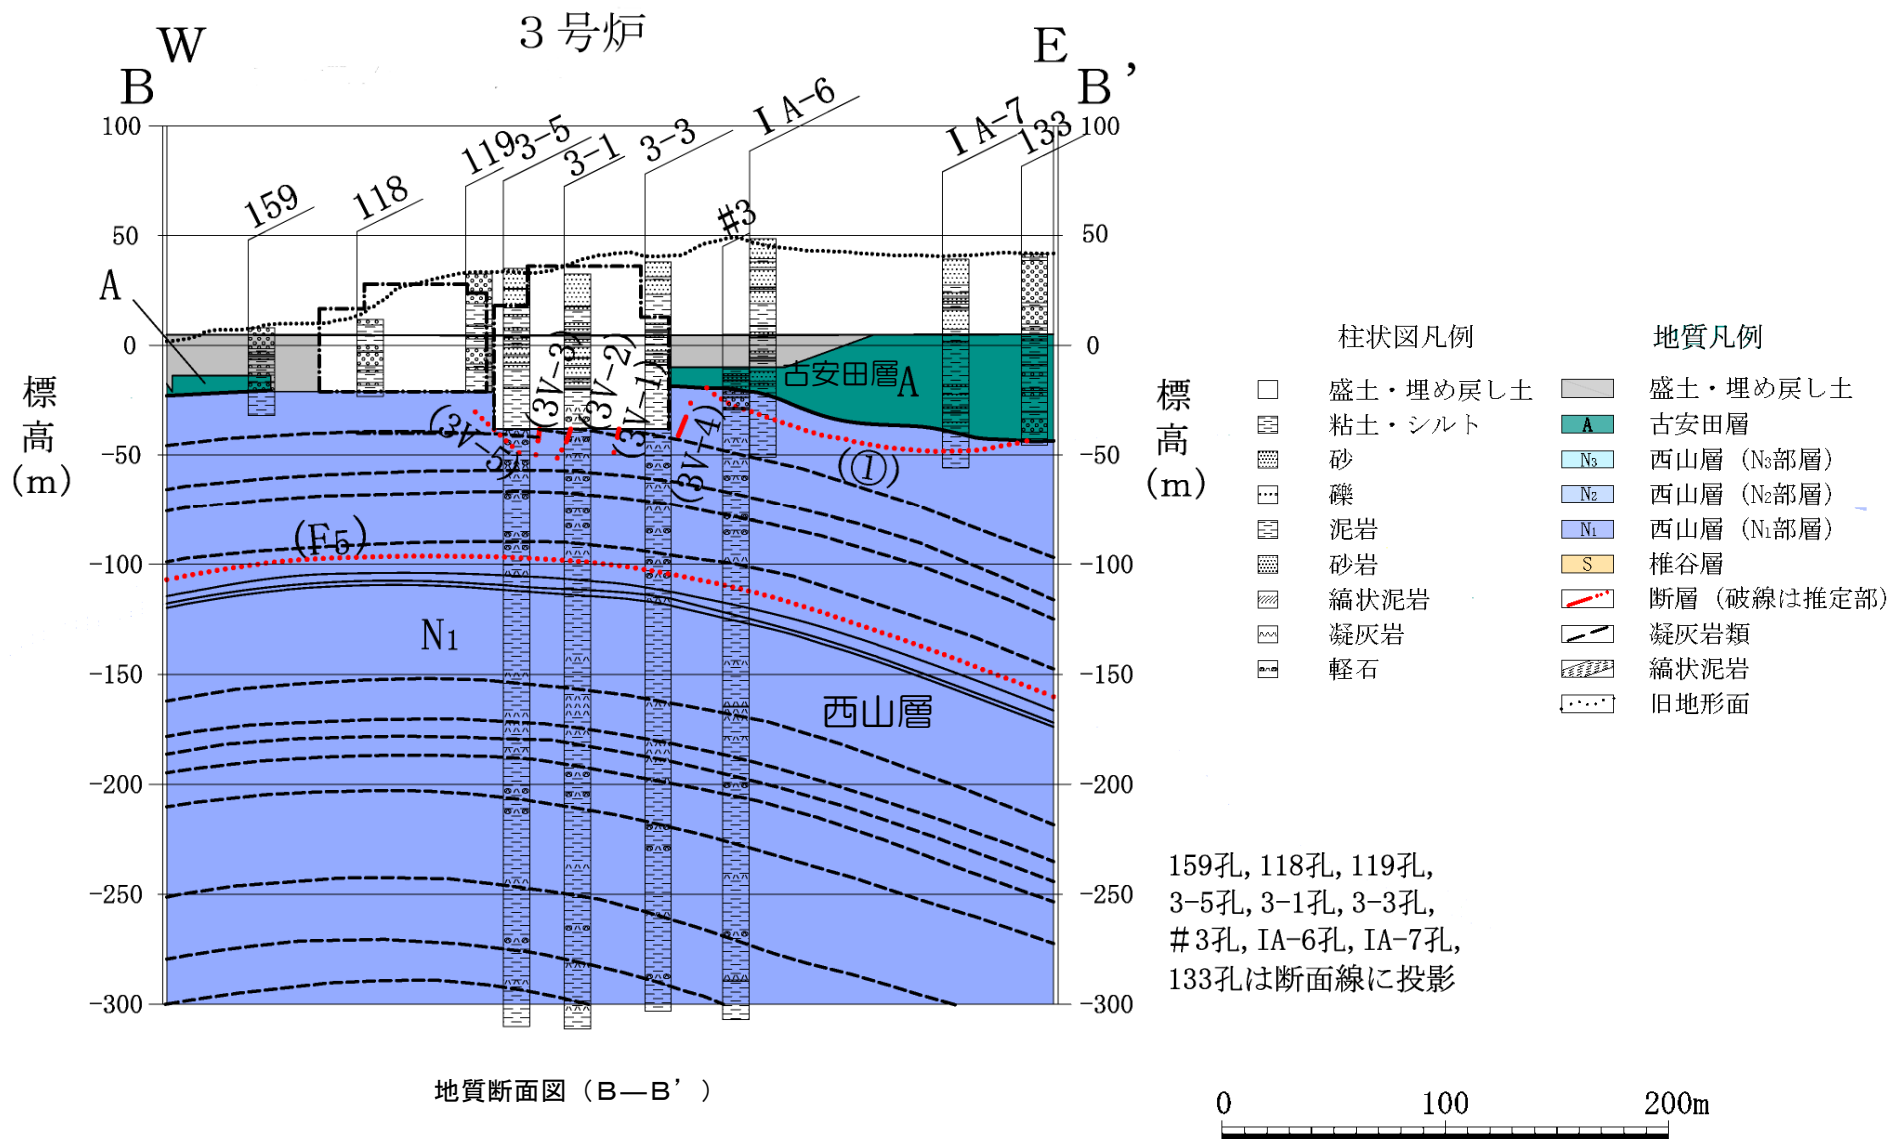 ３号炉
W
E
B
B’
159
118
119
3-5
3-1
3-3
#3
IA-6
IA-7
133
100
50
0
-50
-100
-150
-200
-250
-300
100
50
0
-50
-100
-150
-200
-250
-300
標高(m)
標高(m)
A
古安田層
A
(3V-5)
(3V-3)
(3V-2)
(3V-1)
(3V-4)
(①)
(F5)
N1
西山層
柱状図凡例
盛土・埋め戻し土
粘土・シルト
砂
礫
泥岩
砂岩
縞状泥岩
凝灰岩
軽石
地質凡例
盛土・埋め戻し土
A 古安田層
N3 西山層（N3部層）
N2 西山層（N2部層）
N1 西山層（N1部層）
S 椎谷層
断層（破線は推定部）
凝灰岩類
縞状泥岩
旧地形面
159孔, 118孔, 119孔,
3-5孔, 3-1孔, 3-3孔,
#3孔, IA-6孔, IA-7孔,
133孔は断面線に投影
地質断面図（B―B’）
0 100 200m